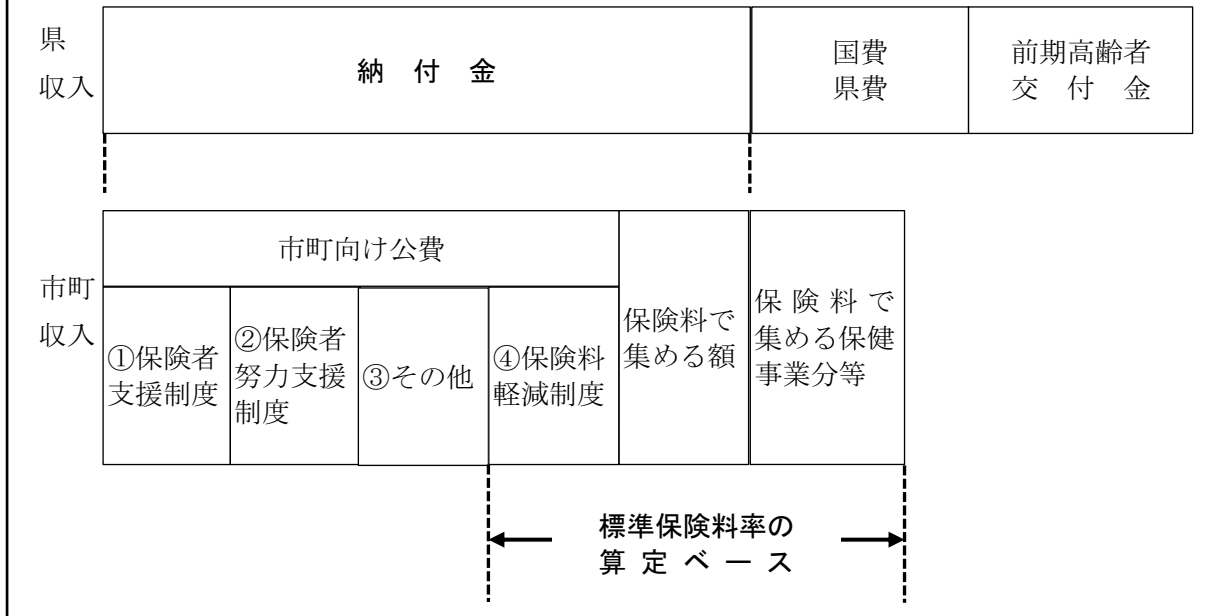 県
収入
納　付　金
国費
県費
前期高齢者
交　付　金
市町
収入
市町向け公費
①保険者
支援制度
②保険者
努力支援
制度
③その他
④保険料
軽減制度
保険料で
集める額
保険料で
集める保健
事業分等
標準保険料率の
算 定 ベ ー ス